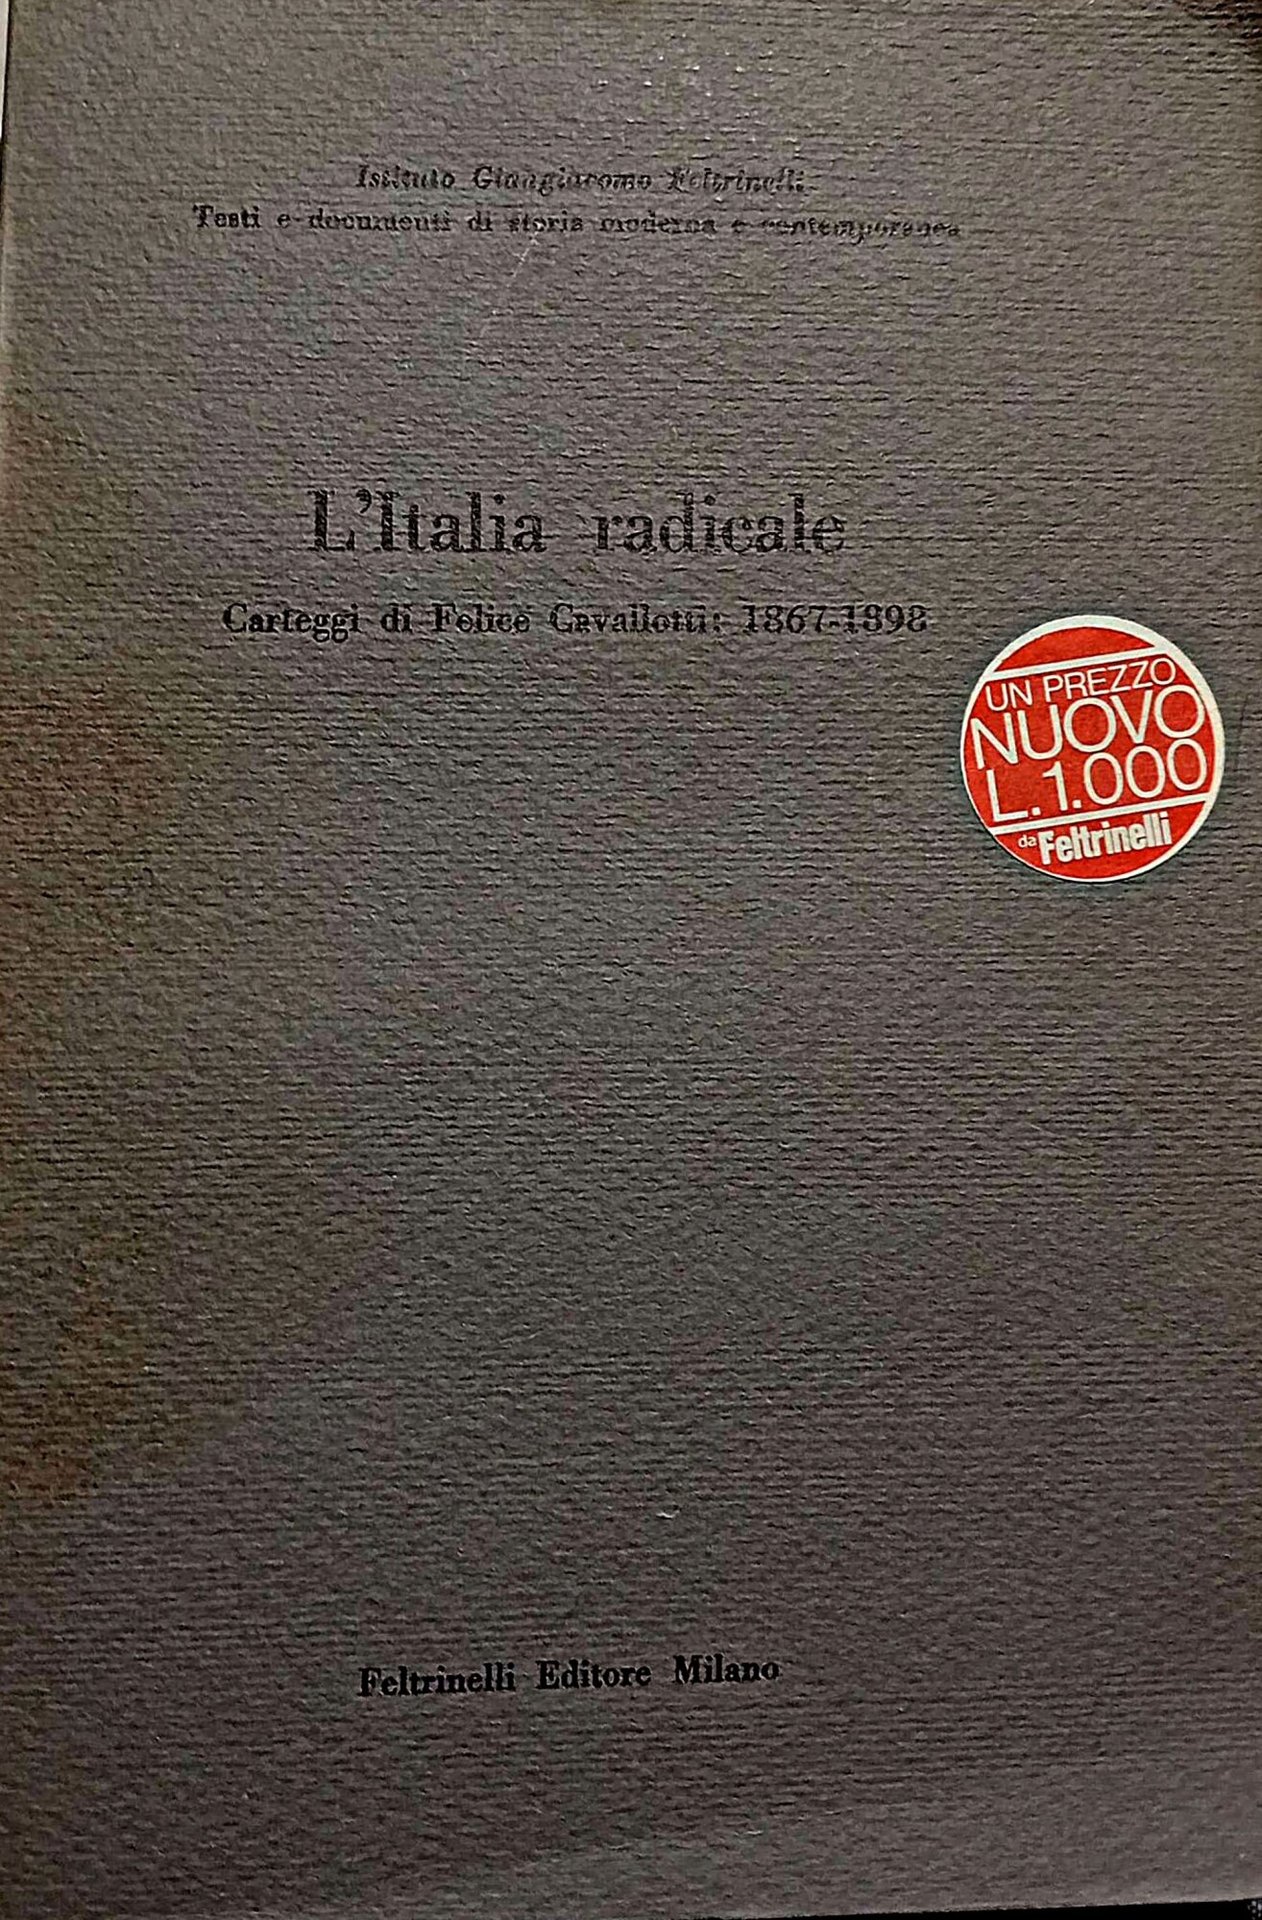 Istituto Giangiacomo Feltrinelli
Testi e documenti di storia moderna e contemporanea
L'Italia radicale
Carteggi di Felice Cavallotti: 1867-1898
UN PREZZO
NUOVO
L. 1.000
da Feltrinelli
Feltrinelli Editore Milano